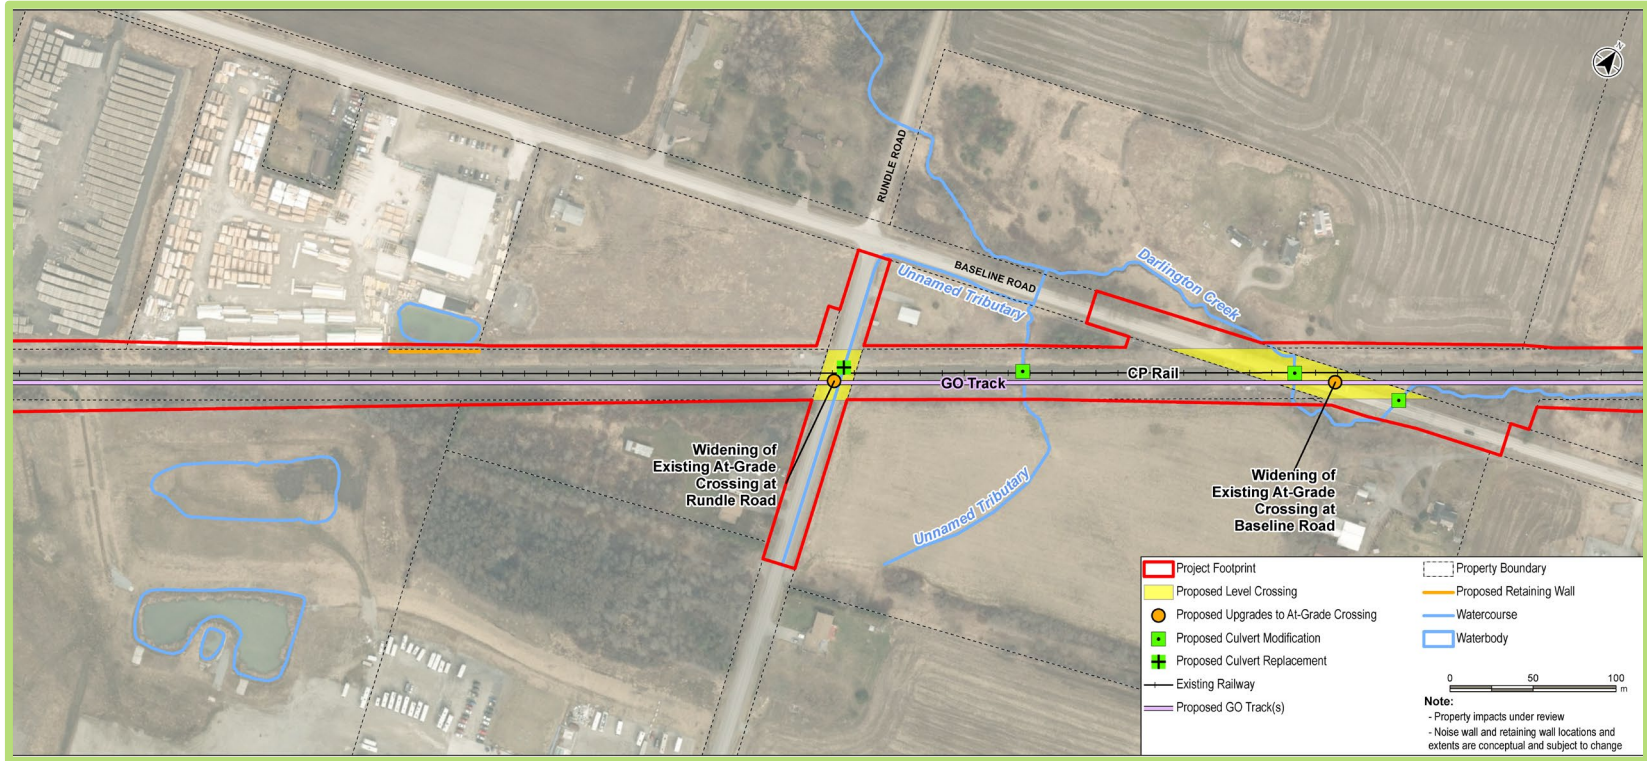 N
RUNDLE ROAD
BASELINE ROAD
Unnamed Tributary
Darlington Creek
CP Rail
GO Track
Widening of
Existing At-Grade
Crossing at
Rundle Road
Unnamed Tributary
Widening of
Existing At-Grade
Crossing at
Baseline Road
Project Footprint
Proposed Level Crossing
Proposed Upgrades to At-Grade Crossing
Proposed Culvert Modification
Proposed Culvert Replacement
Existing Railway
Proposed GO Track(s)
Property Boundary
Proposed Retaining Wall
Watercourse
Waterbody
0 50 100
m
Note:
- Property impacts under review
- Noise wall and retaining wall locations and
extents are conceptual and subject to change